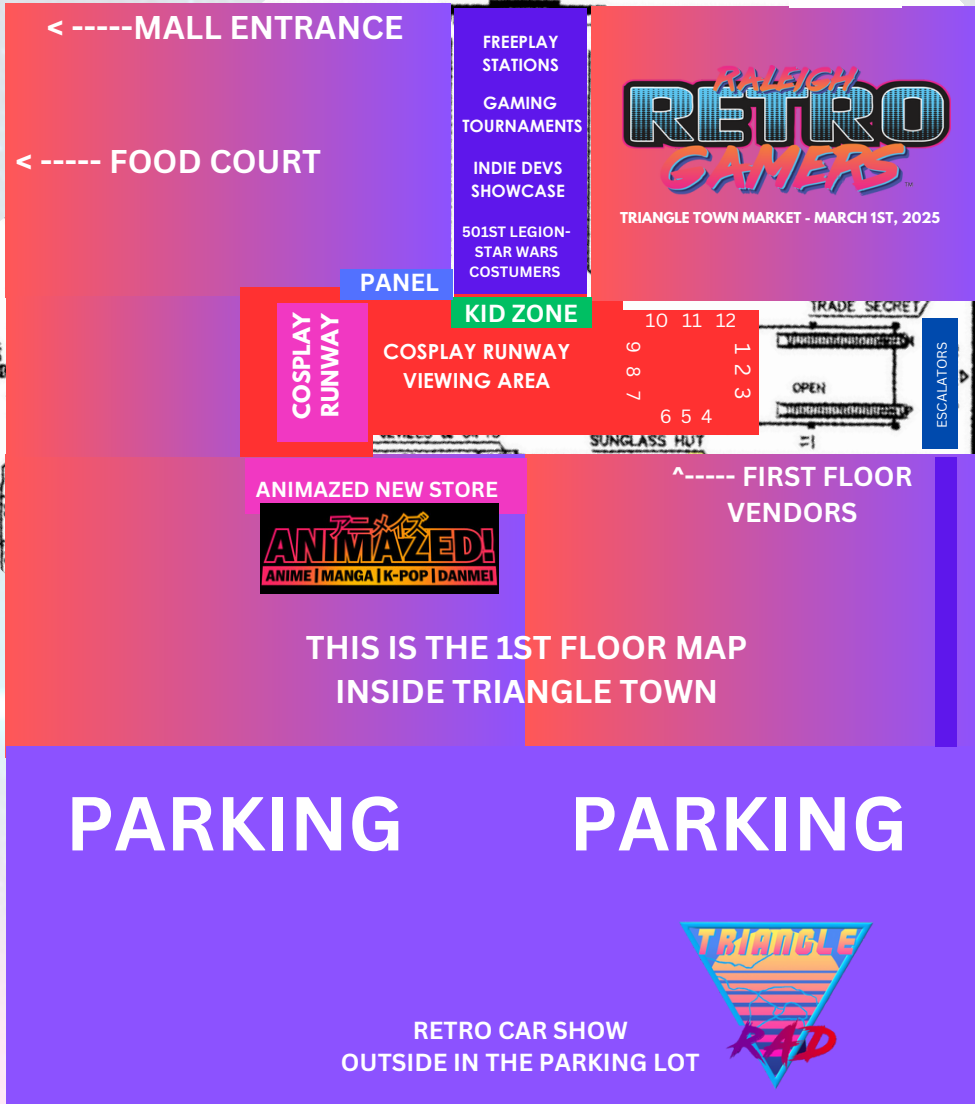 < -----MALL ENTRANCE
< ----- FOOD COURT
FREEPLAY
STATIONS
GAMING
TOURNAMENTS
INDIE DEVS
SHOWCASE
501ST LEGION-
STAR WARS
COSTUMERS
RALEIGH
RETRO
GAMERS
TM
TRIANGLE TOWN MARKET - MARCH 1ST, 2025
PANEL
KID ZONE
COSPLAY
RUNWAY
COSPLAY RUNWAY
VIEWING AREA
10 11 12
9
8
7
1
2
3
6 5 4
TRADE SECRET
OPEN
SUNGLASS HUT
ESCALATORS
^----- FIRST FLOOR
VENDORS
ANIMAZED NEW STORE
アニメイズ
ANIMAZED!
ANIME | MANGA | K-POP | DANMEI
THIS IS THE 1ST FLOOR MAP
INSIDE TRIANGLE TOWN
PARKING
PARKING
TRIANGLE
RAD
RETRO CAR SHOW
OUTSIDE IN THE PARKING LOT